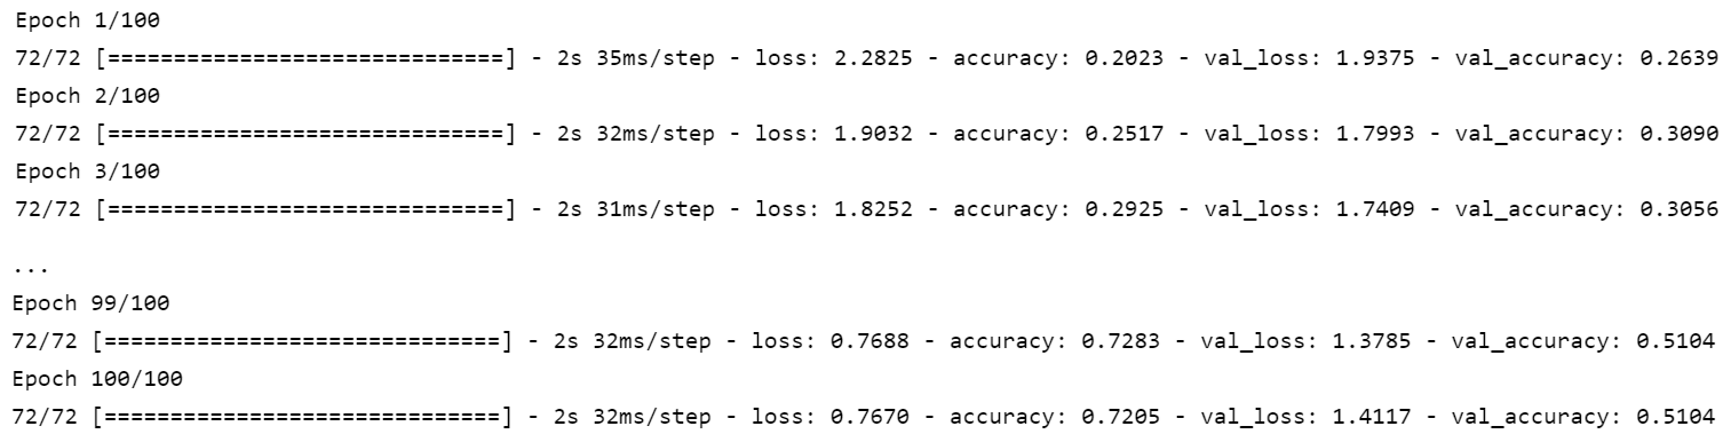 Epoch 1/100
72/72 [==============================] - 2s 35ms/step - loss: 2.2825 - accuracy: 0.2023 - val_loss: 1.9375 - val_accuracy: 0.2639
Epoch 2/100
72/72 [==============================] - 2s 32ms/step - loss: 1.9032 - accuracy: 0.2517 - val_loss: 1.7993 - val_accuracy: 0.3090
Epoch 3/100
72/72 [==============================] - 2s 31ms/step - loss: 1.8252 - accuracy: 0.2925 - val_loss: 1.7409 - val_accuracy: 0.3056
...
Epoch 99/100
72/72 [==============================] - 2s 32ms/step - loss: 0.7688 - accuracy: 0.7283 - val_loss: 1.3785 - val_accuracy: 0.5104
Epoch 100/100
72/72 [==============================] - 2s 32ms/step - loss: 0.7670 - accuracy: 0.7205 - val_loss: 1.4117 - val_accuracy: 0.5104